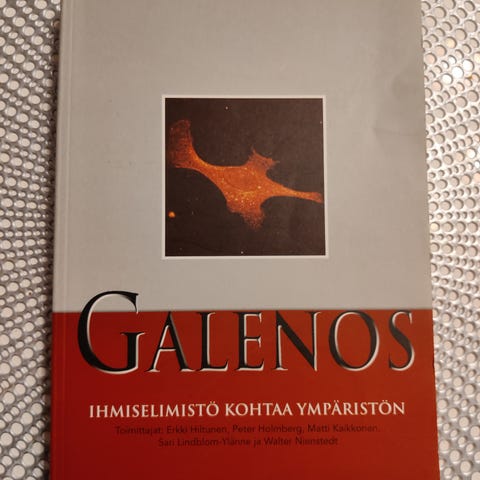 GALENOS
IHMISELIMISTÖ KOHTAA YMPÄRISTÖN
Toimittajat: Erkki Hiltunen, Peter Holmberg, Matti Kaikkonen,
Sari Lindblom-Ylänne ja Walter Nienstedt